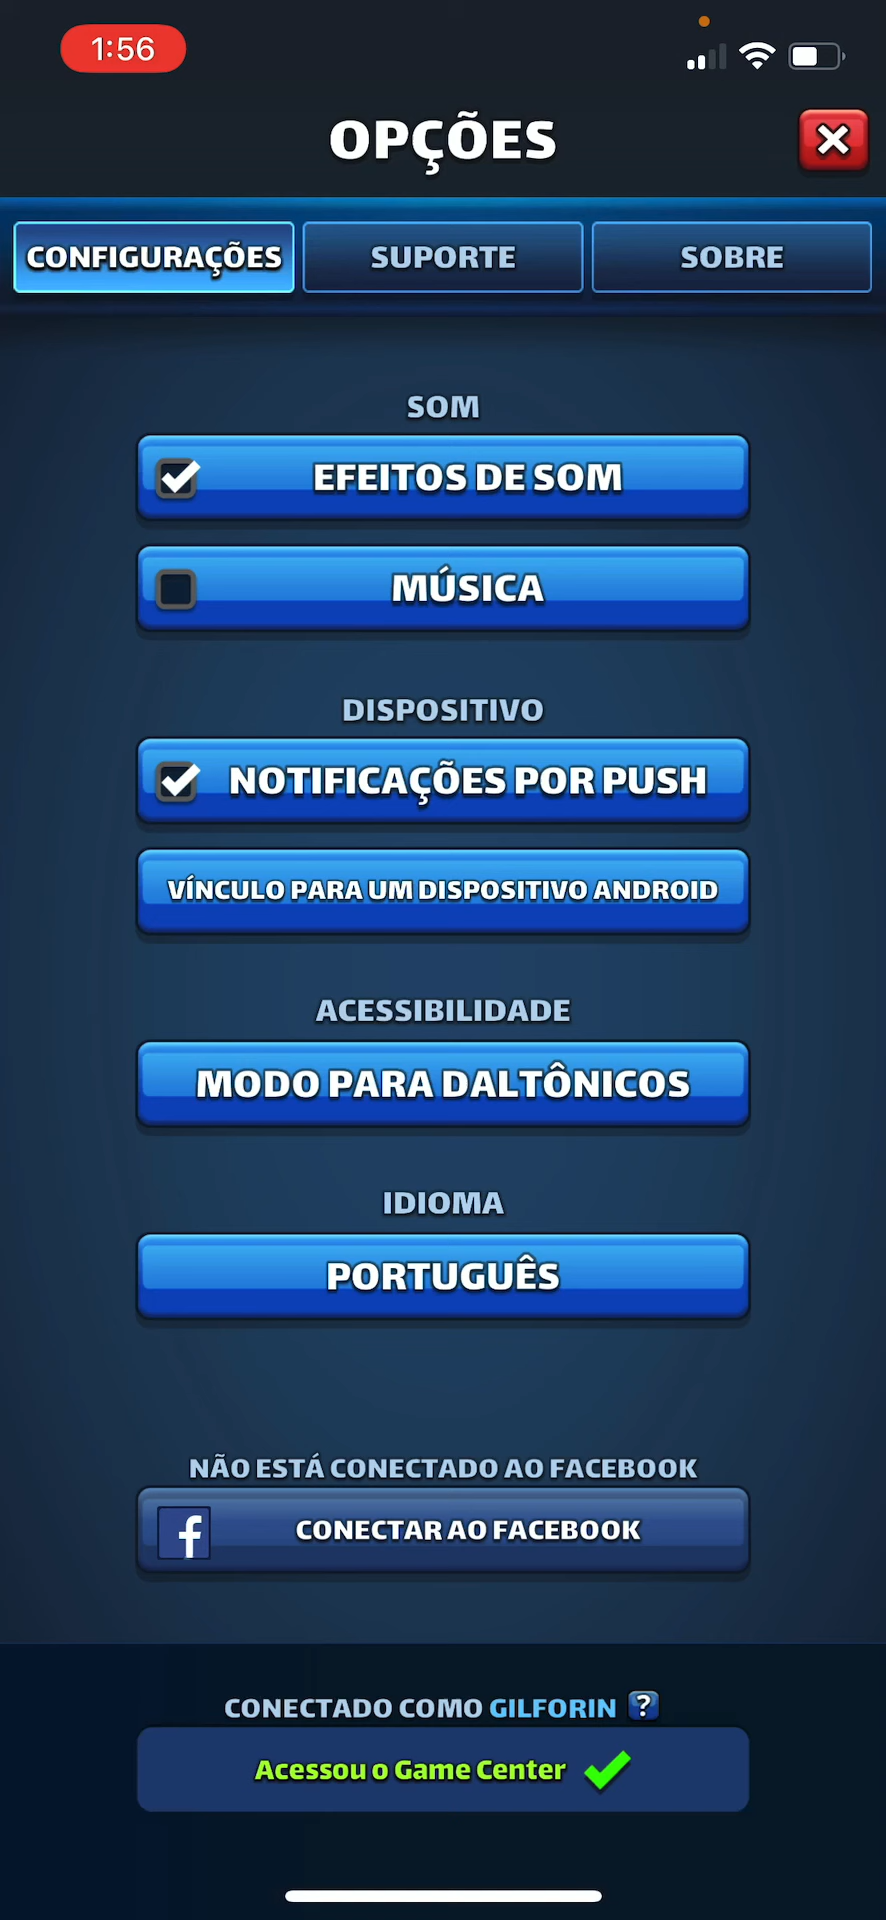 1:56
OPÇÕES
CONFIGURAÇÕES
SUPORTE
SOBRE
SOM
EFEITOS DE SOM
MÚSICA
DISPOSITIVO
NOTIFICAÇÕES POR PUSH
VÍNCULO PARA UM DISPOSITIVO ANDROID
ACESSIBILIDADE
MODO PARA DALTÔNICOS
IDIOMA
PORTUGUÊS
NÃO ESTÁ CONECTADO AO FACEBOOK
f
CONECTAR AO FACEBOOK
CONECTADO COMO GILFORIN ?
Acessou o Game Center